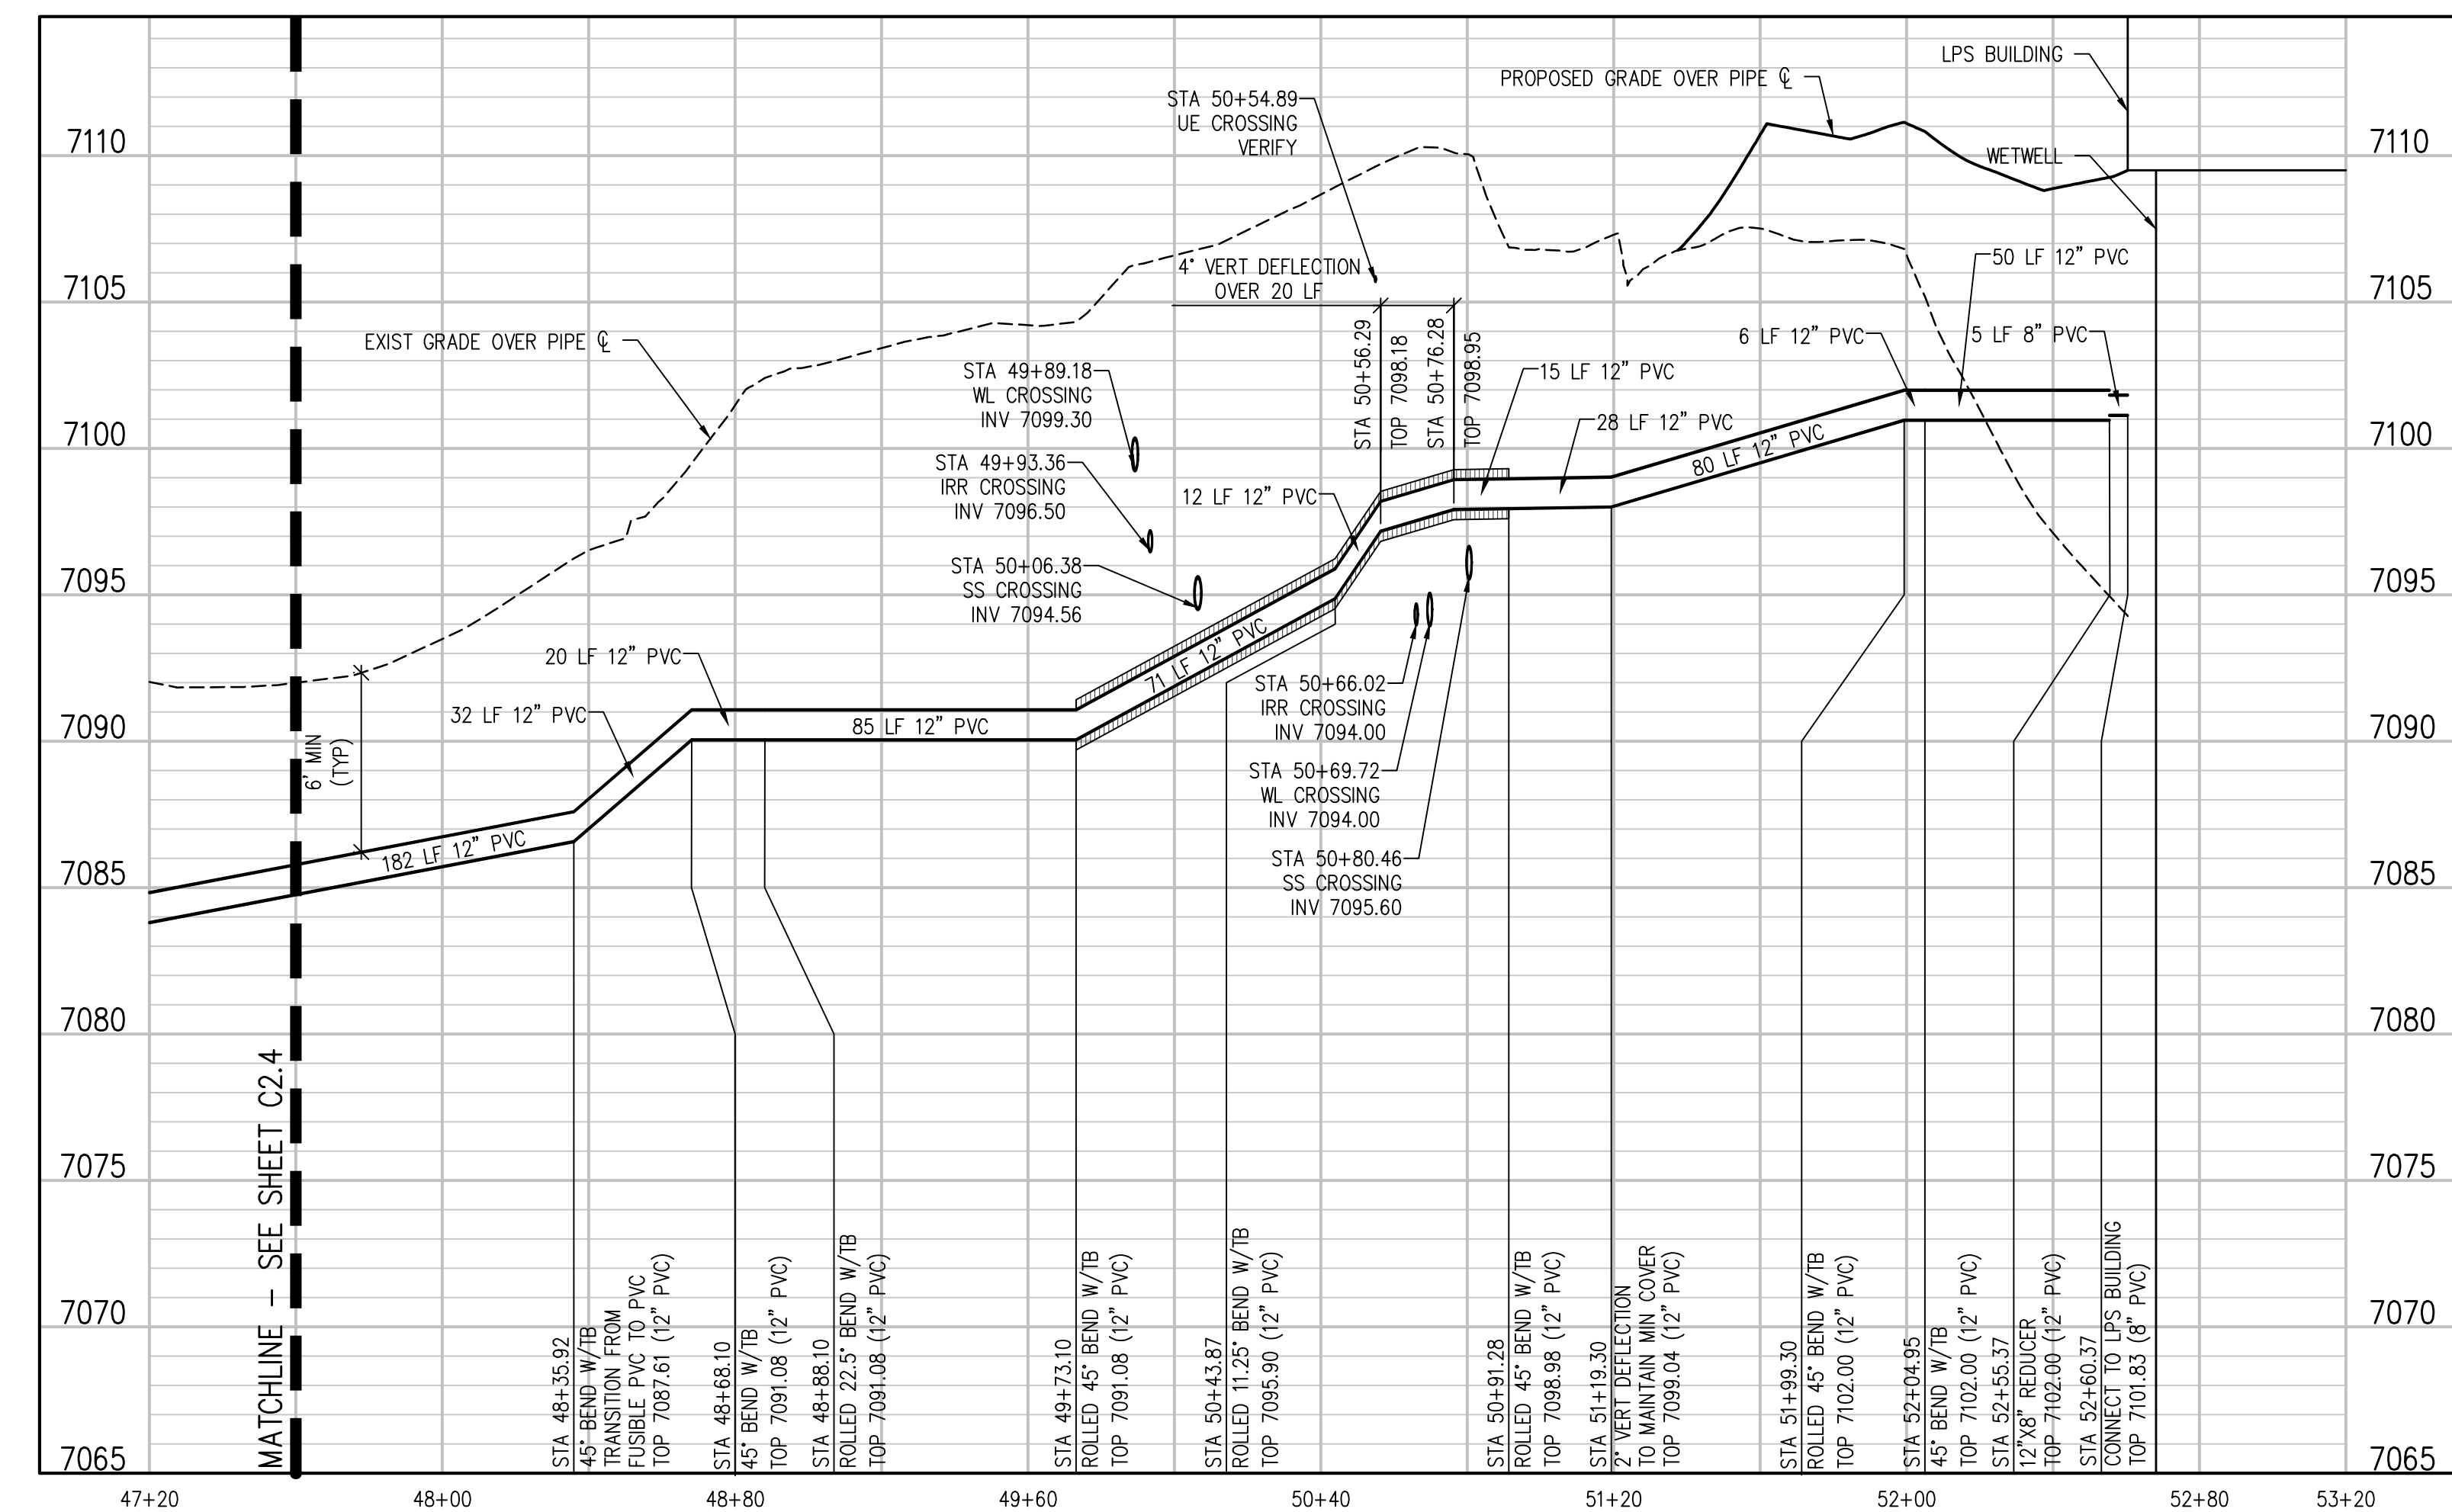 LPS BUILDING
PROPOSED GRADE OVER PIPE ℄
STA 50+54.89
UE CROSSING
VERIFY
7110
WETWELL
7110
4° VERT DEFLECTION
OVER 20 LF
50 LF 12" PVC
7105
7105
EXIST GRADE OVER PIPE ℄
STA 50+56.29
TOP 7098.18
STA 50+76.28
TOP 7098.95
6 LF 12" PVC
5 LF 8" PVC
STA 49+89.18
WL CROSSING
INV 7099.30
15 LF 12" PVC
28 LF 12" PVC
80 LF 12" PVC
7100
7100
STA 49+93.36
IRR CROSSING
INV 7096.50
12 LF 12" PVC
STA 50+06.38
SS CROSSING
INV 7094.56
7095
7095
20 LF 12" PVC
71 LF 12" PVC
STA 50+66.02
IRR CROSSING
INV 7094.00
32 LF 12" PVC
85 LF 12" PVC
7090
7090
6' MIN
(TYP)
STA 50+69.72
WL CROSSING
INV 7094.00
182 LF 12" PVC
STA 50+80.46
SS CROSSING
INV 7095.60
7085
7085
7080
7080
7075
7075
7070
7070
7065
7065
MATCHLINE - SEE SHEET C2.4
STA 48+35.92
45° BEND W/TB
TRANSITION FROM
FUSIBLE PVC TO PVC
TOP 7087.61 (12" PVC)
STA 48+68.10
45° BEND W/TB
TOP 7091.08 (12" PVC)
STA 48+88.10
ROLLED 22.5° BEND W/TB
TOP 7091.08 (12" PVC)
STA 49+73.10
ROLLED 45° BEND W/TB
TOP 7091.08 (12" PVC)
STA 50+43.87
ROLLED 11.25° BEND W/TB
TOP 7095.90 (12" PVC)
STA 50+91.28
ROLLED 45° BEND W/TB
TOP 7098.98 (12" PVC)
STA 51+19.30
2° VERT DEFLECTION
TO MAINTAIN MIN COVER
TOP 7099.04 (12" PVC)
STA 51+99.30
ROLLED 45° BEND W/TB
TOP 7102.00 (12" PVC)
STA 52+04.95
45° BEND W/TB
TOP 7102.00 (12" PVC)
STA 52+55.37
12"X8" REDUCER
TOP 7102.00 (12" PVC)
STA 52+60.37
CONNECT TO LPS BUILDING
TOP 7101.83 (8" PVC)
47+20
48+00
48+80
49+60
50+40
51+20
52+00
52+80
53+20